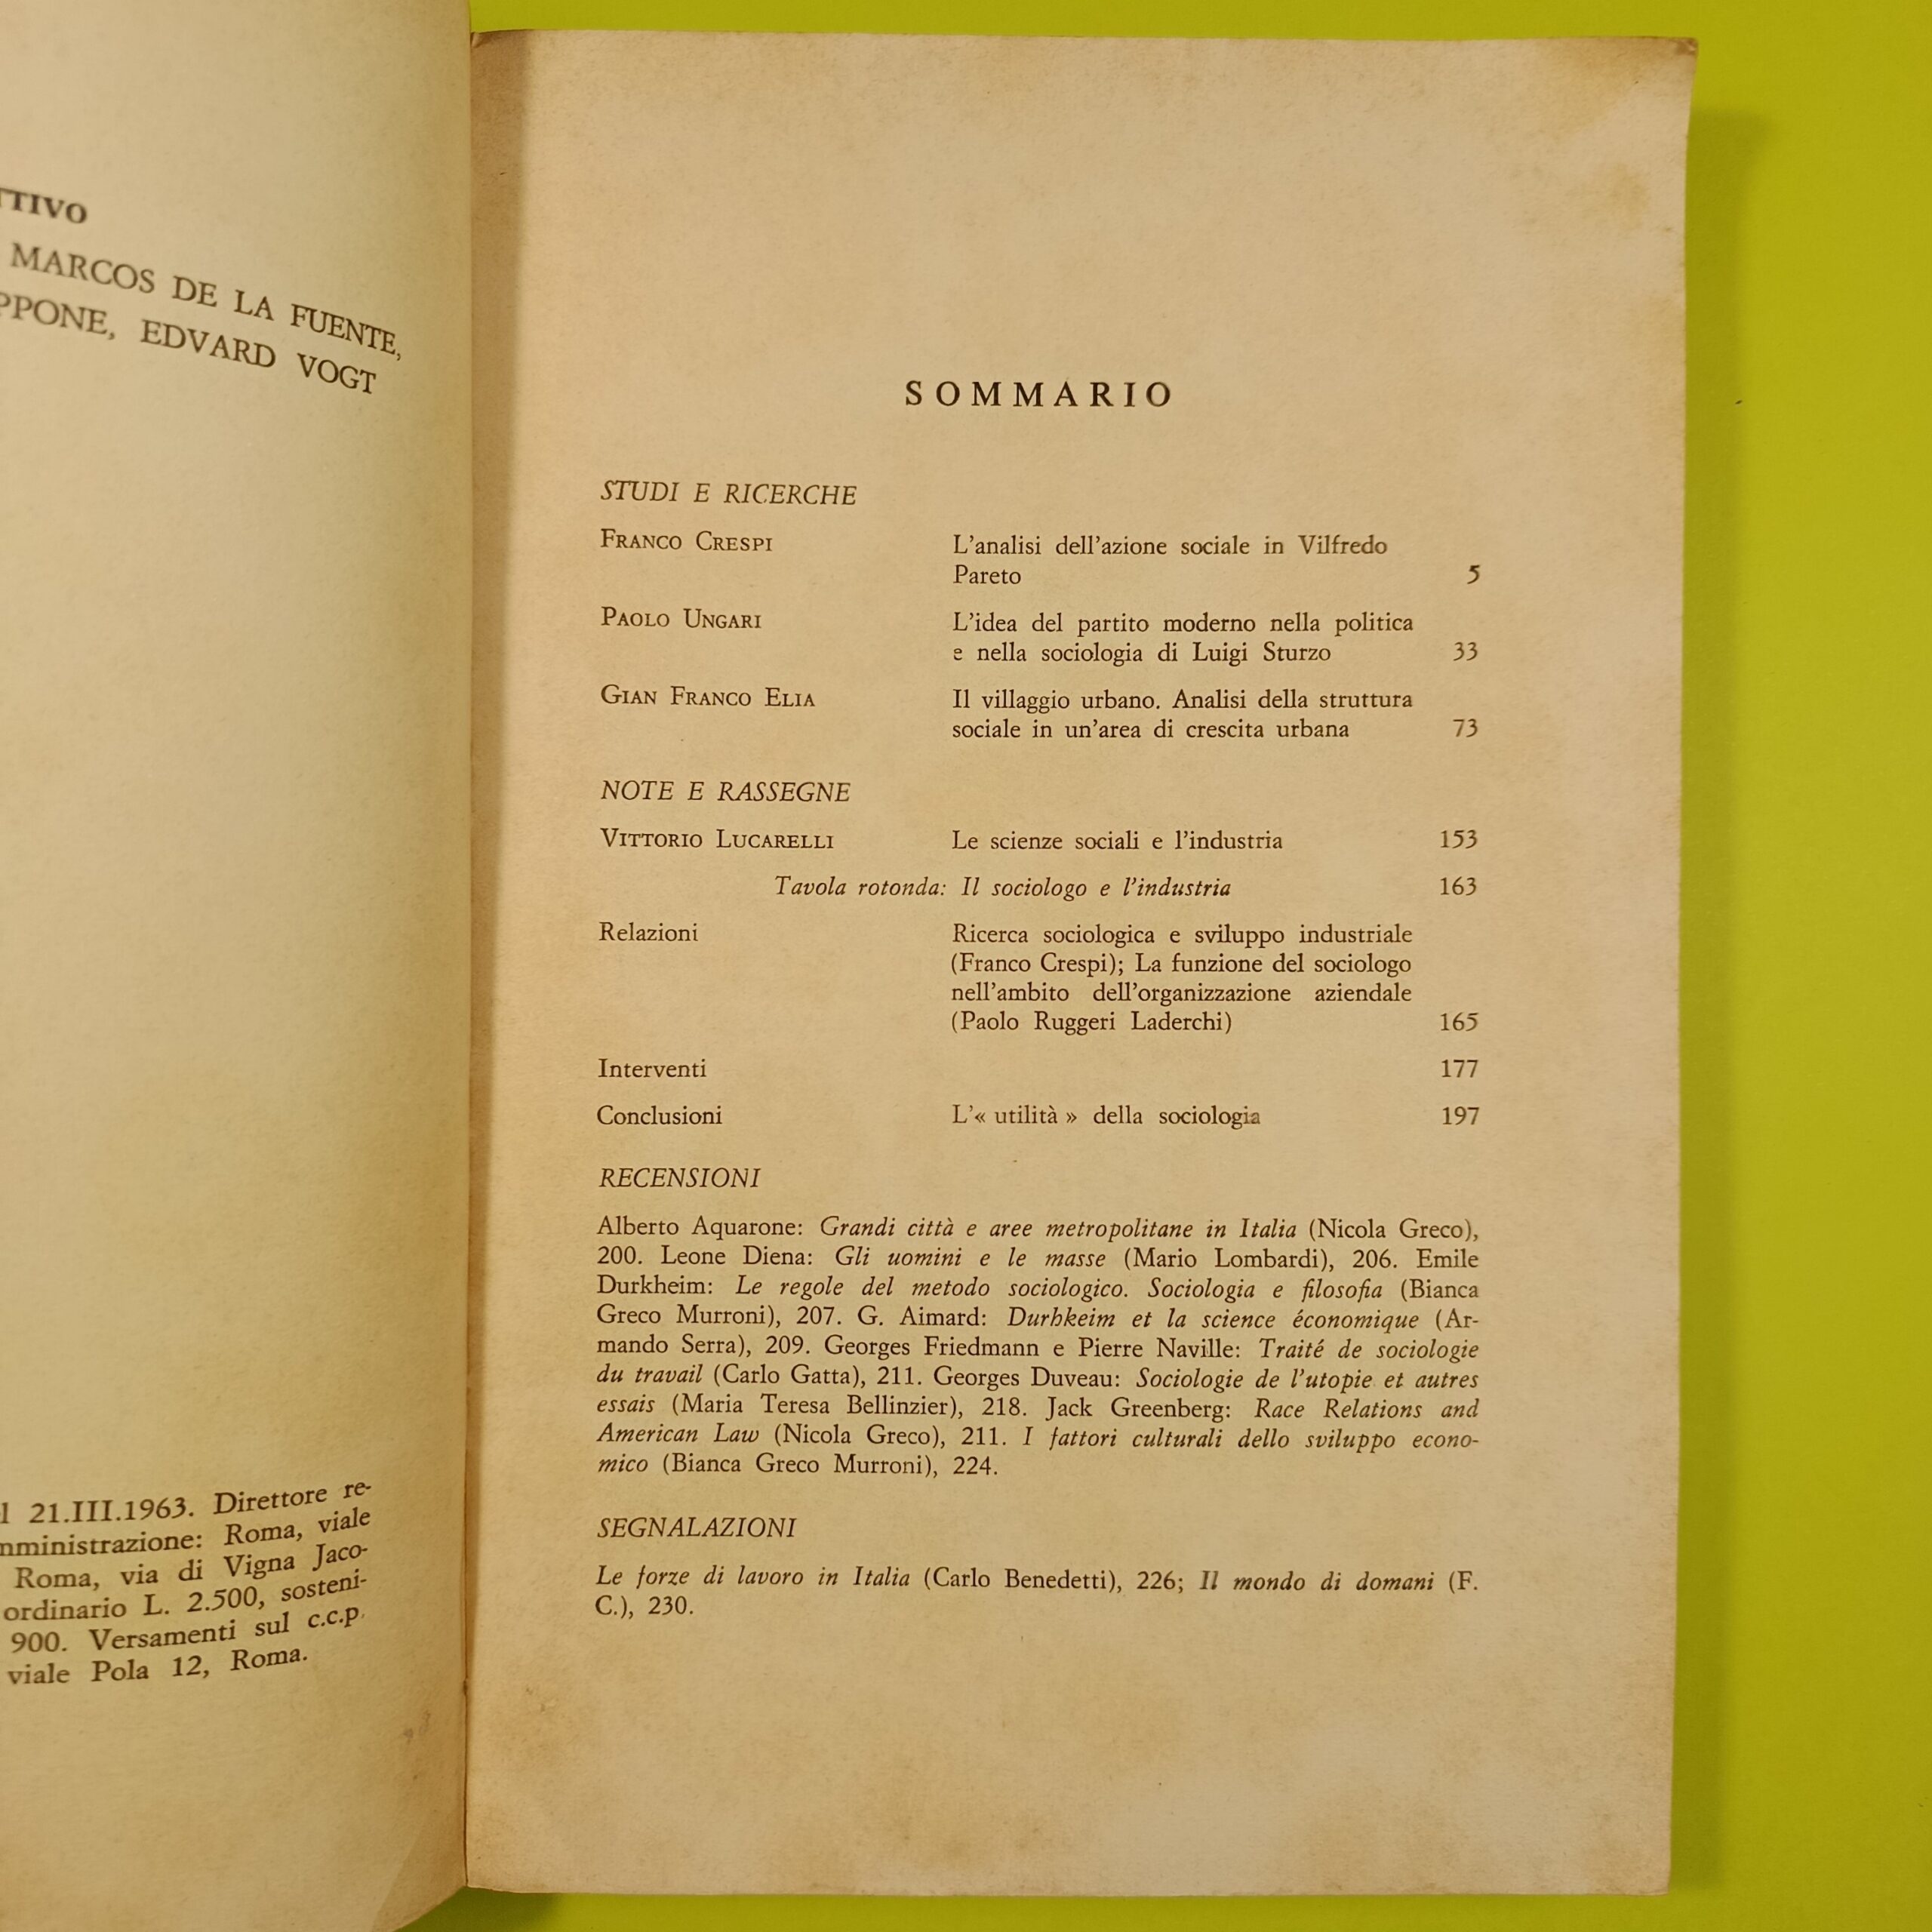 MARCOS DE LA FUENTE,
EDVARD VOGT
21.III.1963. Direttore re-
Roma, viale
Roma, via di Vigna Jaco-
ordinario L. 2.500, sosteni-
900. Versamenti sul c.c.p.
viale Pola 12, Roma.
SOMMARIO
STUDI E RICERCHE
FRANCO CRESPI L'analisi dell'azione sociale in Vilfredo
Pareto 5
PAOLO UNGARI L'idea del partito moderno nella politica
e nella sociologia di Luigi Sturzo 33
GIAN FRANCO ELIA Il villaggio urbano. Analisi della struttura
sociale in un'area di crescita urbana 73
NOTE E RASSEGNE
VITTORIO LUCARELLI Le scienze sociali e l'industria 153
Tavola rotonda: Il sociologo e l'industria 163
Relazioni Ricerca sociologica e sviluppo industriale
(Franco Crespi); La funzione del sociologo
nell'ambito dell'organizzazione aziendale
(Paolo Ruggeri Laderchi) 165
Interventi 177
Conclusioni L'« utilità » della sociologia 197
RECENSIONI
Alberto Aquarone: Grandi città e aree metropolitane in Italia (Nicola Greco),
200. Leone Diena: Gli uomini e le masse (Mario Lombardi), 206. Emile
Durkheim: Le regole del metodo sociologico. Sociologia e filosofia (Bianca
Greco Murroni), 207. G. Aimard: Durhkeim et la science économique (Ar-
mando Serra), 209. Georges Friedmann e Pierre Naville: Traité de sociologie
du travail (Carlo Gatta), 211. Georges Duveau: Sociologie de l'utopie et autres
essais (Maria Teresa Bellinzier), 218. Jack Greenberg: Race Relations and
American Law (Nicola Greco), 211. I fattori culturali dello sviluppo econo-
mico (Bianca Greco Murroni), 224.
SEGNALAZIONI
Le forze di lavoro in Italia (Carlo Benedetti), 226; Il mondo di domani (F.
C.), 230.